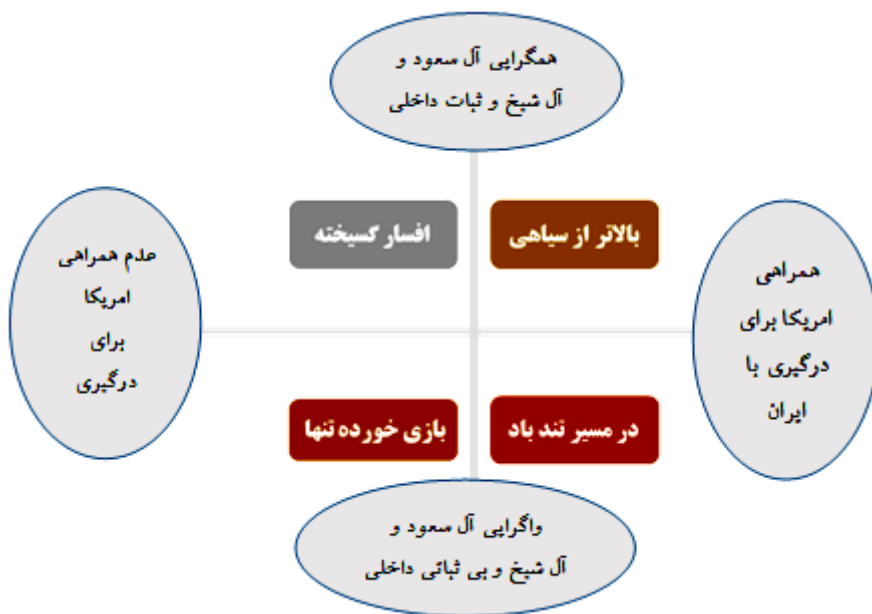 همگرایی آل سعود و
آل شیخ و ثبات داخلی
بالاتر از سیاهی
افسار گسیخته
همراهی
امریکا برای
درگیری با
ایران
عدم همراهی
امریکا
برای
درگیری
در مسیر تند باد
بازی خورده تنها
واگرایی آل سعود و
آل شیخ و بی ثباتی داخلی